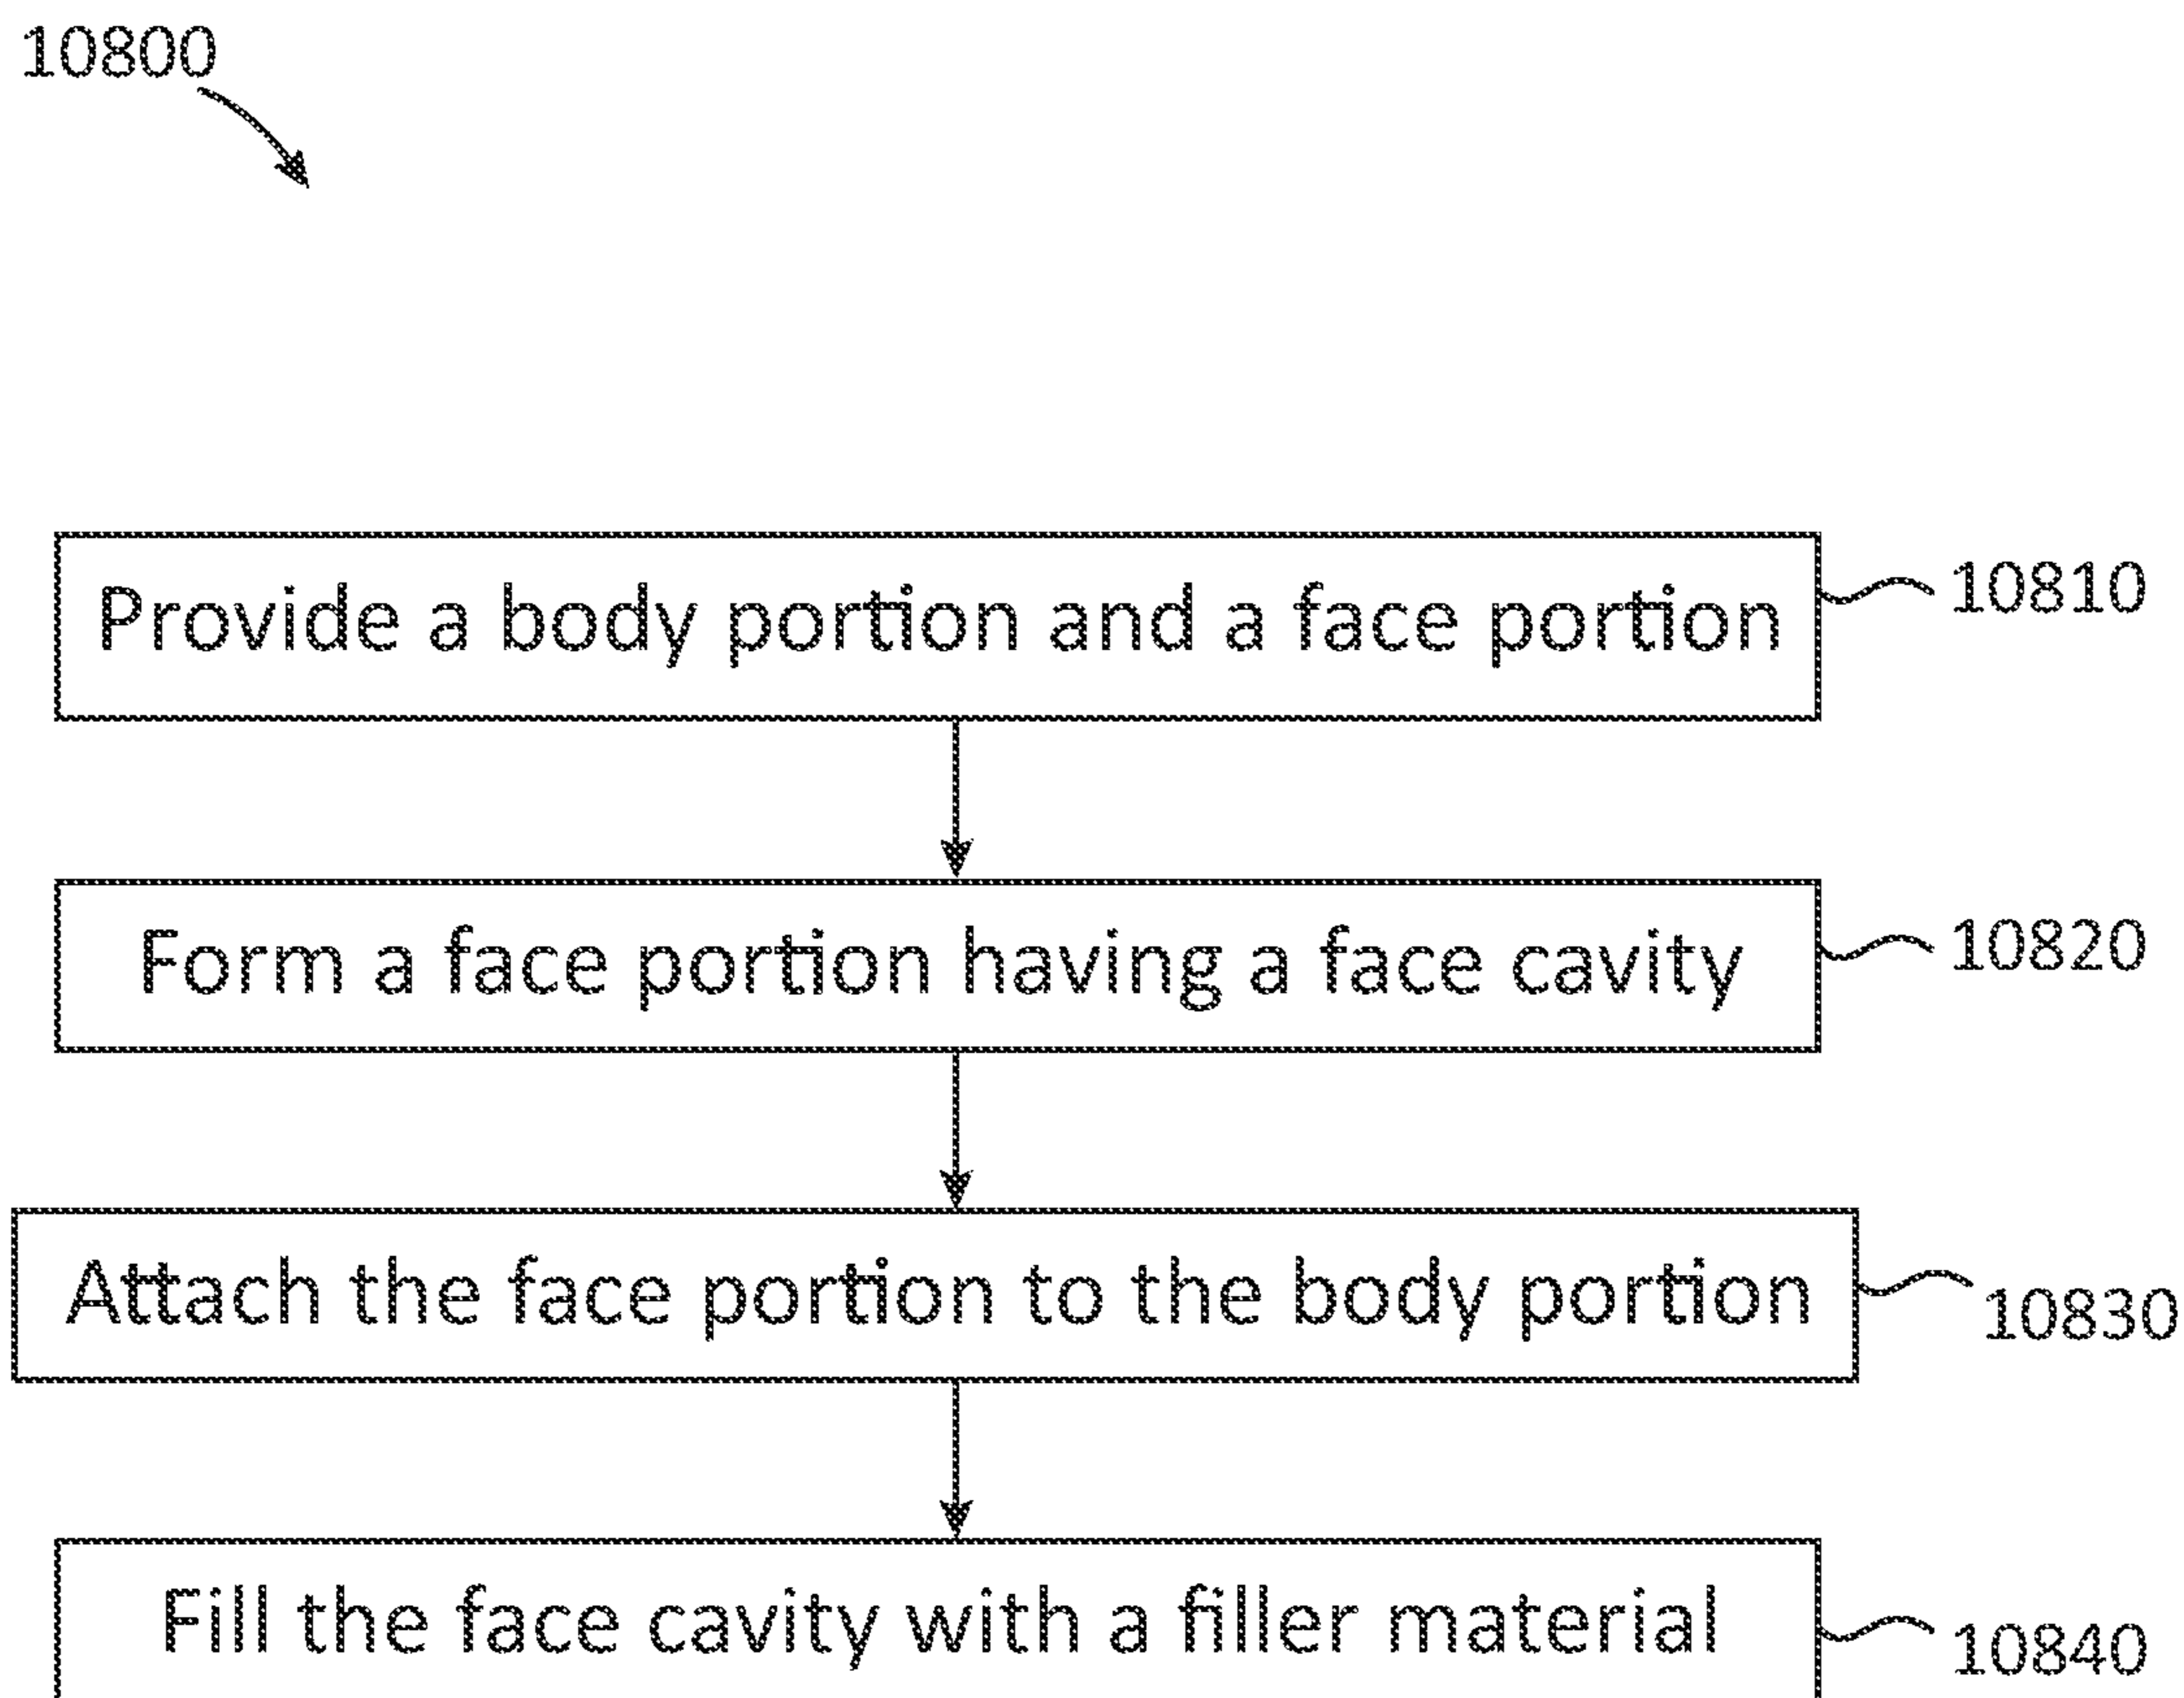 10800
Provide a body portion and a face portion
10810
Form a face portion having a face cavity
10820
Attach the face portion to the body portion
10830
Fill the face cavity with a filler material
10840